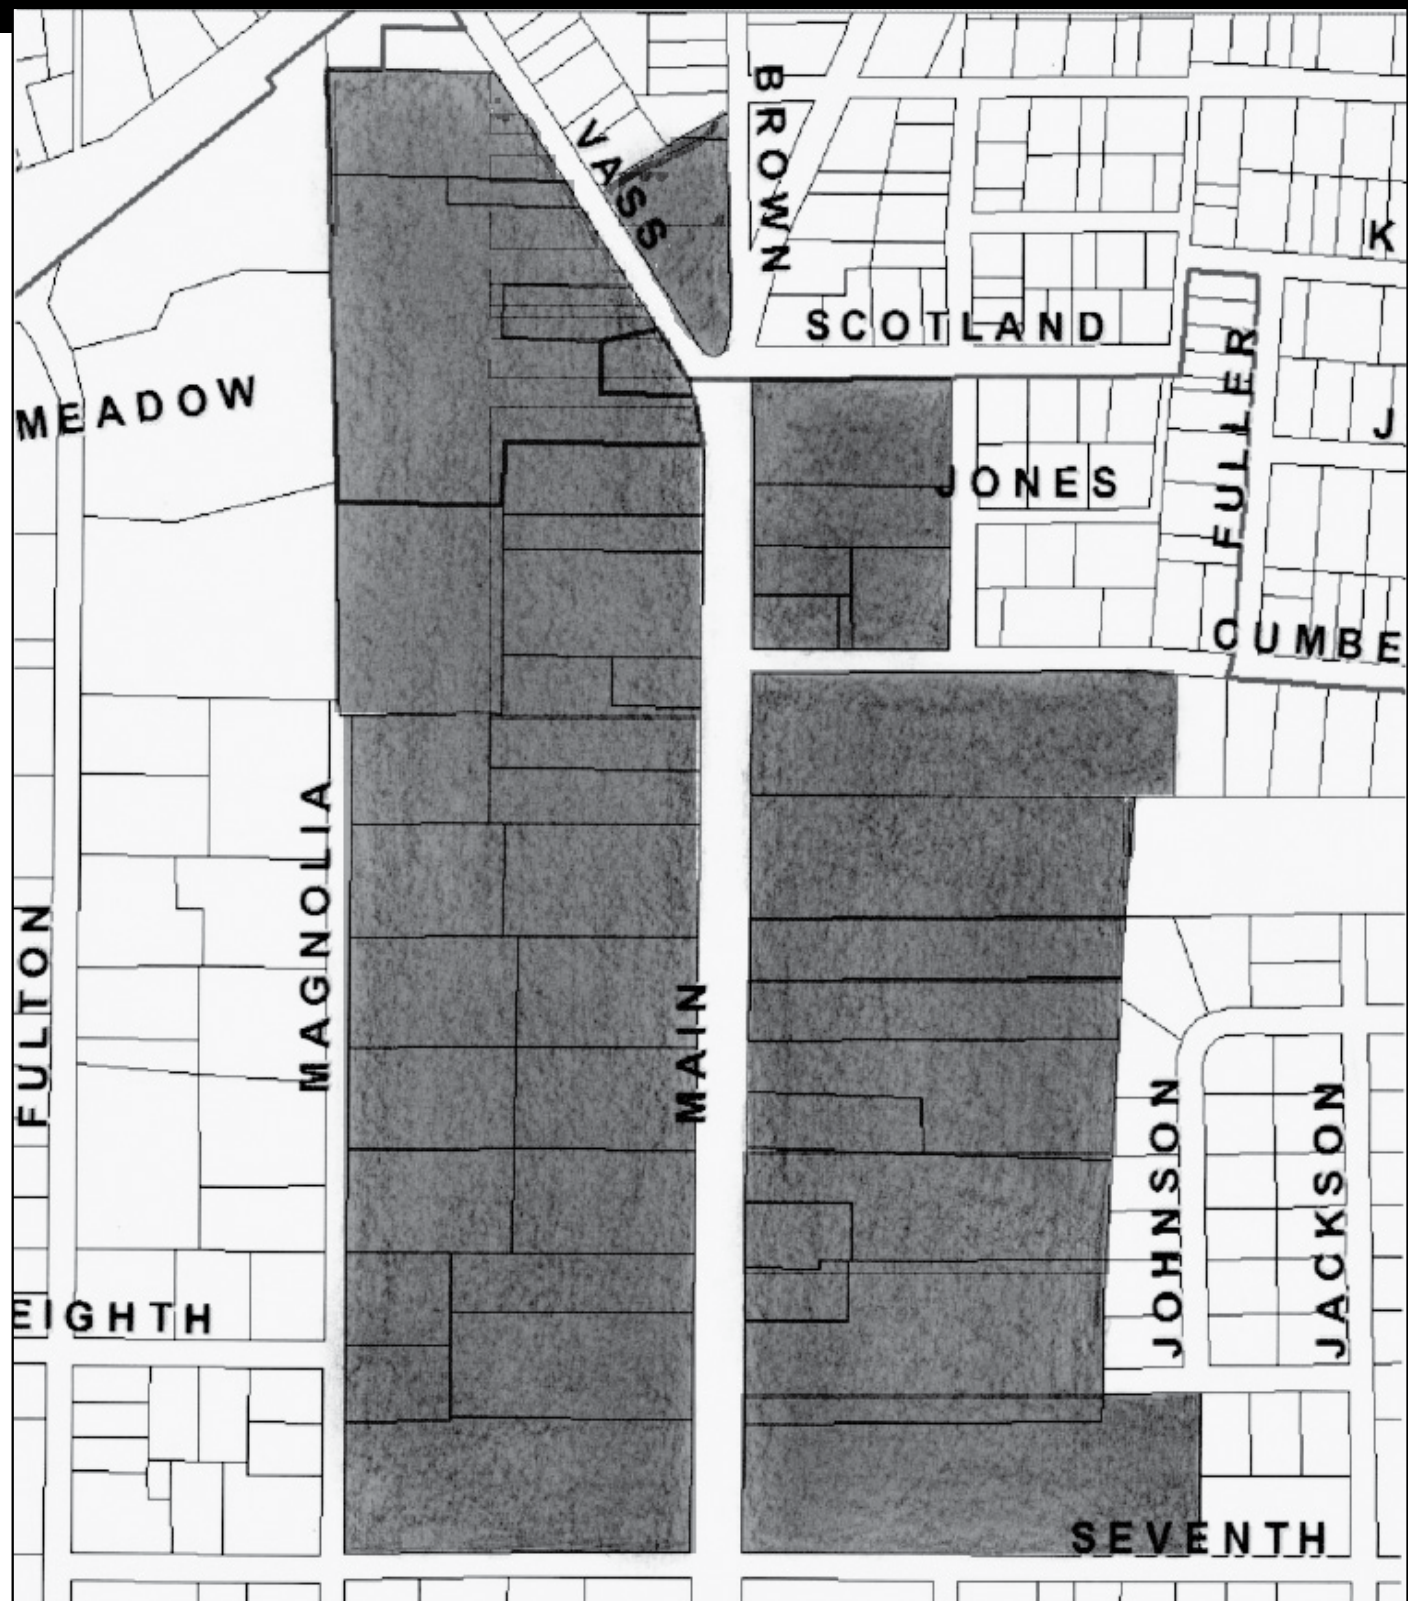 BROWN
VASS
K
SCOTLAND
FULLER
MEADOW
J
JONES
CUMBE
MAGNOLIA
FULTON
MAIN
JOHNSON
JACKSON
EIGHTH
SEVENTH